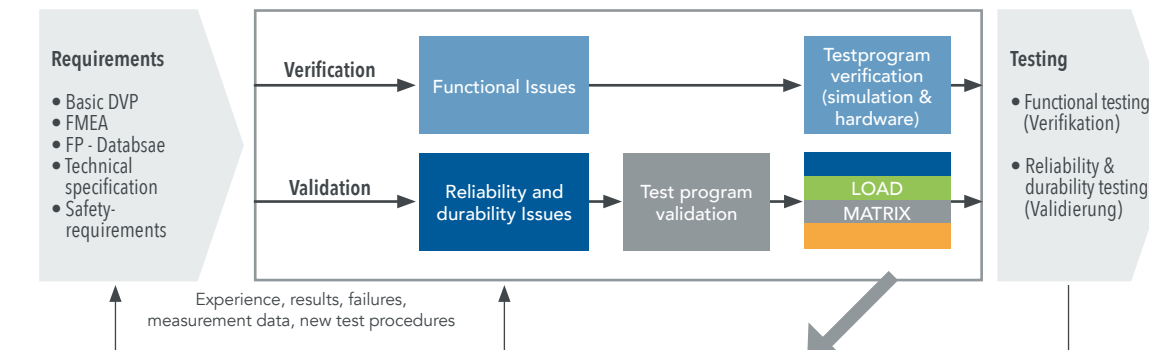 Requirements
• Basic DVP
• FMEA
• FP - Databsae
• Technical
specification
• Safety-
requirements
Verification
Functional Issues
Testprogram
verification
(simulation &
hardware)
Validation
Reliability and
durability Issues
Test program
validation
LOAD
MATRIX
Testing
• Functional testing
(Verifikation)
• Reliability &
durability testing
(Validierung)
Experience, results, failures,
measurement data, new test procedures